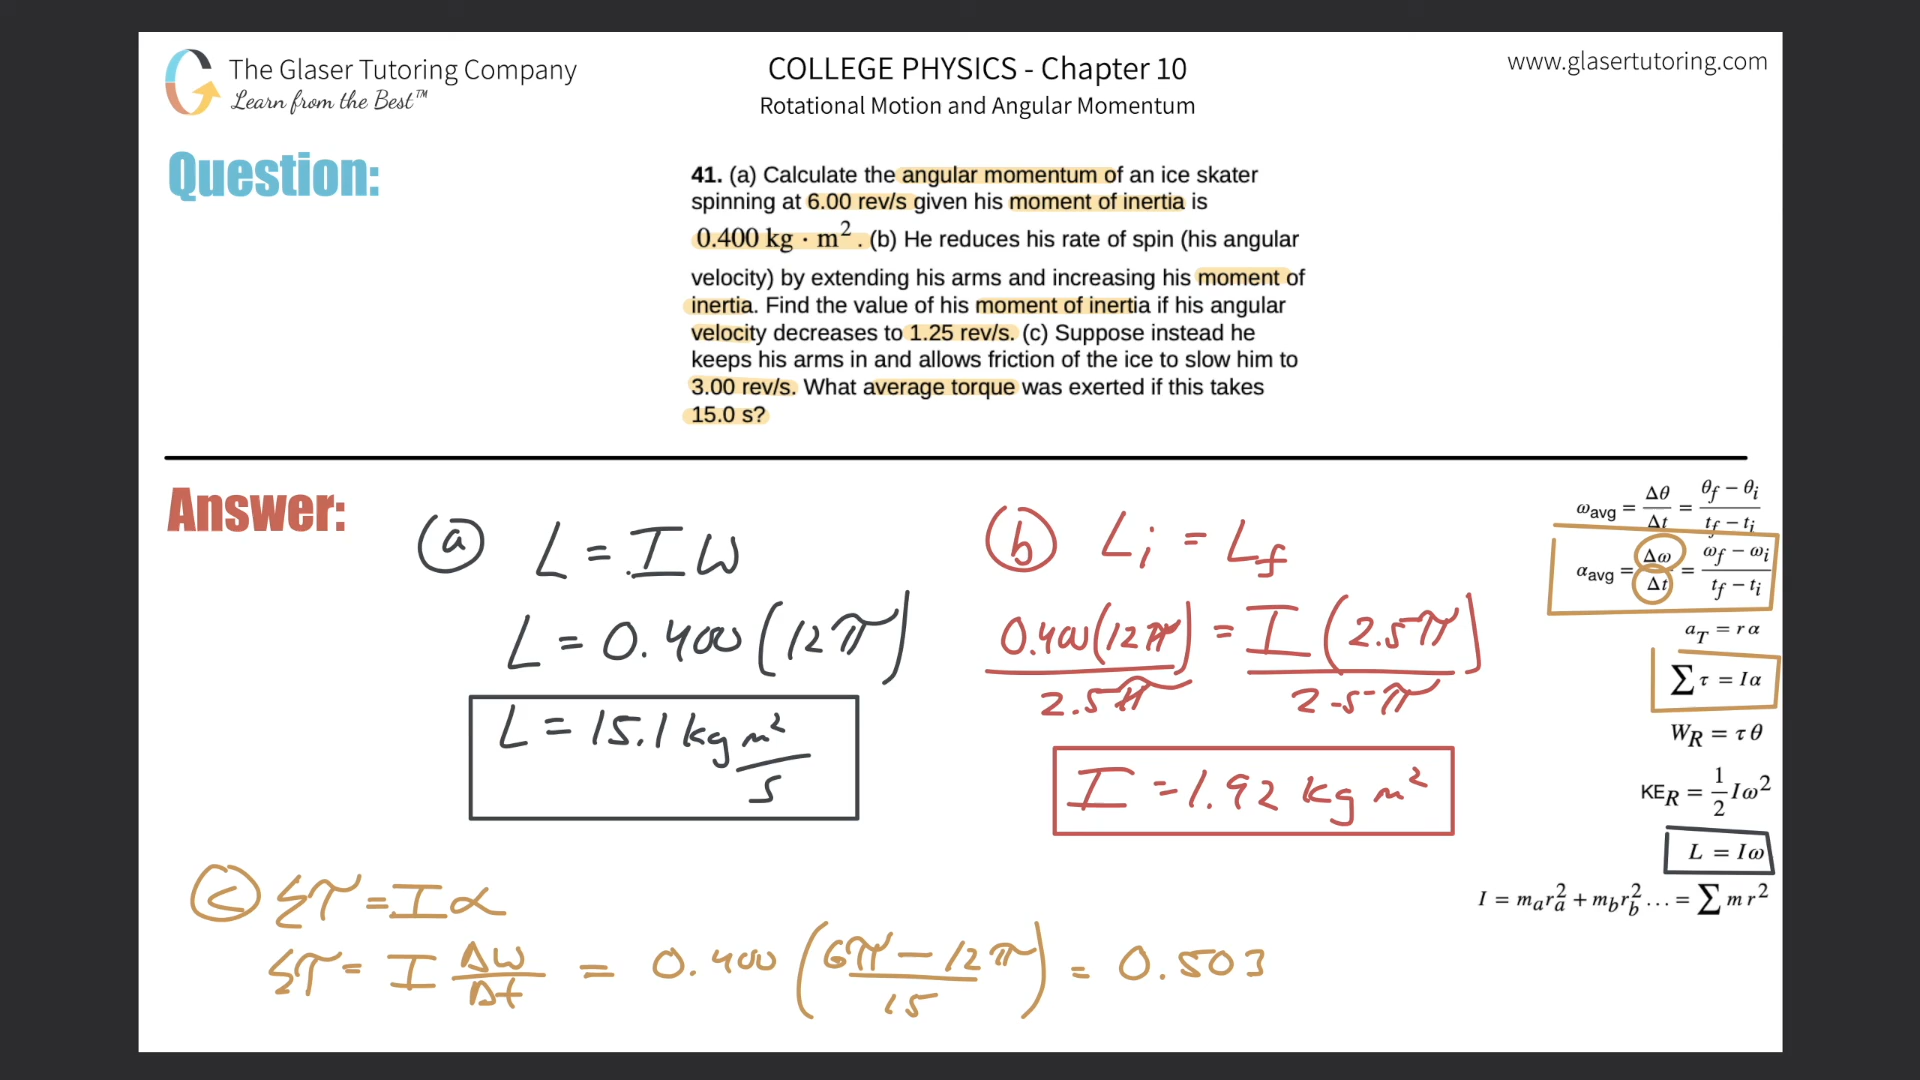 The Glaser Tutoring Company
Learn from the Best™
COLLEGE PHYSICS - Chapter 10
Rotational Motion and Angular Momentum
www.glasertutoring.com
Question:
41. (a) Calculate the angular momentum of an ice skater
spinning at 6.00 rev/s given his moment of inertia is
0.400 kg · m². (b) He reduces his rate of spin (his angular
velocity) by extending his arms and increasing his moment of
inertia. Find the value of his moment of inertia if his angular
velocity decreases to 1.25 rev/s. (c) Suppose instead he
keeps his arms in and allows friction of the ice to slow him to
3.00 rev/s. What average torque was exerted if this takes
15.0 s?
Answer:
(a) L = Iω
L = 0.400 (12π)
L = 15.1 kg m²/s
(b) Li = Lf
0.400(12π)/2.5π = I(2.5π)/2.5π
I = 1.92 kg m²
(c) Στ = Iα
Στ = I Δω/Δt = 0.400 ((6π − 12π)/15) = 0.503
ωavg = Δθ/Δt = (θf − θi)/(tf − ti)
αavg = Δω/Δt = (ωf − ωi)/(tf − ti)
aT = rα
∑τ = Iα
WR = τθ
KER = 1/2 Iω²
L = Iω
I = mₐrₐ² + m_b r_b² ... = ∑mr²